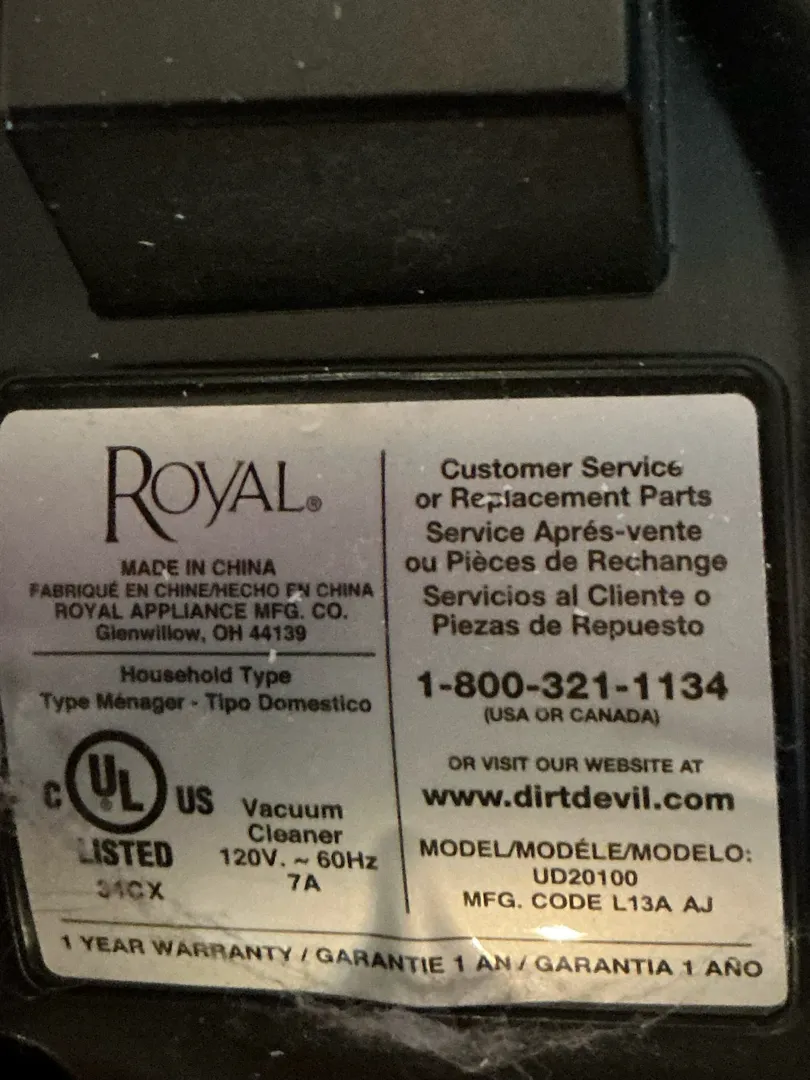 ROYAL®
MADE IN CHINA
FABRIQUÉ EN CHINE/HECHO EN CHINA
ROYAL APPLIANCE MFG. CO.
Glenwillow, OH 44139
Household Type
Type Ménager - Tipo Domestico
C UL US
LISTED
Vacuum
Cleaner
120V. ~ 60Hz
7A
Customer Service
or Replacement Parts
Service Aprés-vente
ou Pièces de Rechange
Servicios al Cliente o
Piezas de Repuesto
1-800-321-1134
(USA OR CANADA)
OR VISIT OUR WEBSITE AT
www.dirtdevil.com
MODEL/MODÉLE/MODELO:
UD20100
MFG. CODE L13A AJ
1 YEAR WARRANTY / GARANTIE 1 AN / GARANTIA 1 AÑO